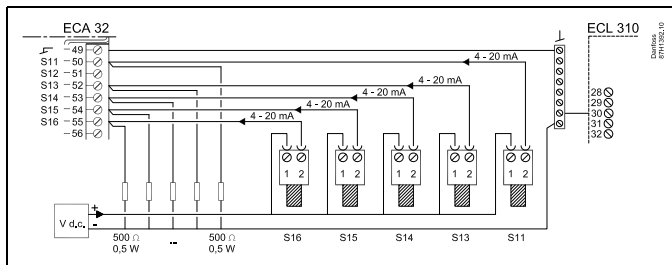 ECA 32
ECL 310
Danfoss
87H1392.10
49
S11 50
S12 51
S13 52
S14 53
S15 54
S16 55
56
4 - 20 mA
4 - 20 mA
4 - 20 mA
4 - 20 mA
4 - 20 mA
28
29
30
31
32
1 2
1 2
1 2
1 2
1 2
+
V d.c.
-
500 Ω
0,5 W
...
500 Ω
0,5 W
S16
S15
S14
S13
S11